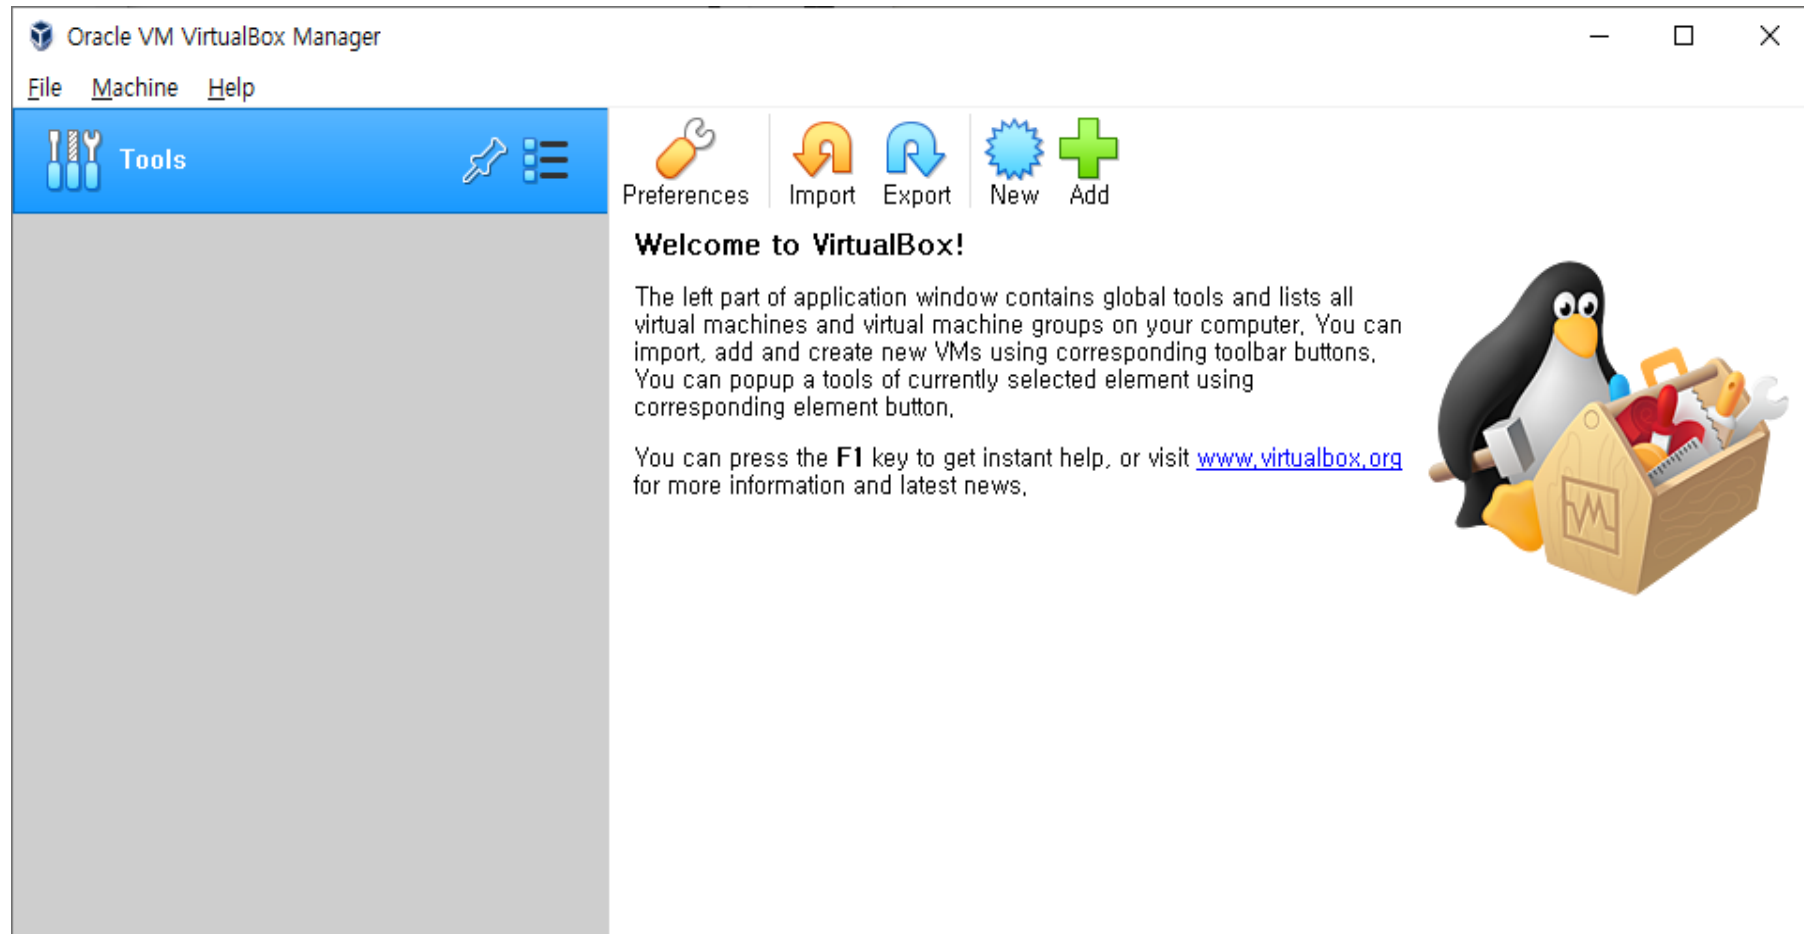 Oracle VM VirtualBox Manager
File Machine Help
Tools
Preferences Import Export New Add
Welcome to VirtualBox!
The left part of application window contains global tools and lists all
virtual machines and virtual machine groups on your computer. You can
import, add and create new VMs using corresponding toolbar buttons.
You can popup a tools of currently selected element using
corresponding element button.
You can press the F1 key to get instant help, or visit www.virtualbox.org
for more information and latest news.